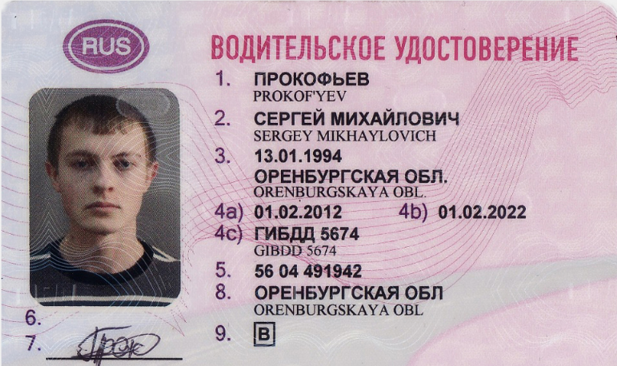 RUS
ВОДИТЕЛЬСКОЕ УДОСТОВЕРЕНИЕ
1. ПРОКОФЬЕВ
PROKOF'YEV
2. СЕРГЕЙ МИХАЙЛОВИЧ
SERGEY MIKHAYLOVICH
3. 13.01.1994
ОРЕНБУРГСКАЯ ОБЛ.
ORENBURGSKAYA OBL.
4a) 01.02.2012 4b) 01.02.2022
4c) ГИБДД 5674
GIBDD 5674
5. 56 04 491942
8. ОРЕНБУРГСКАЯ ОБЛ
ORENBURGSKAYA OBL
6.
7.
9. B